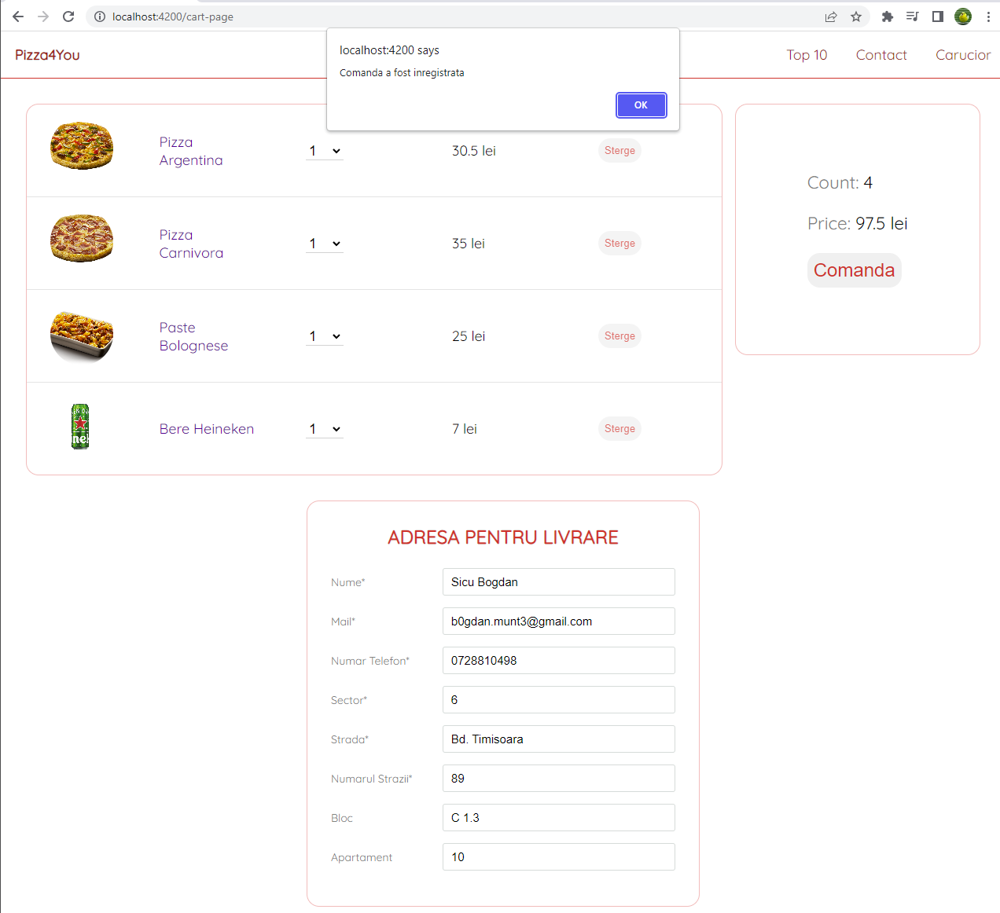 localhost:4200/cart-page
localhost:4200 says
Comanda a fost inregistrata
OK
Pizza4You
Top 10
Contact
Carucior
Pizza
Argentina
1
30.5 lei
Sterge
Pizza
Carnivora
1
35 lei
Sterge
Paste
Bolognese
1
25 lei
Sterge
Bere Heineken
1
7 lei
Sterge
Count: 4
Price: 97.5 lei
Comanda
ADRESA PENTRU LIVRARE
Nume* Sicu Bogdan
Mail* b0gdan.munt3@gmail.com
Numar Telefon* 0728810498
Sector* 6
Strada* Bd. Timisoara
Numarul Strazii* 89
Bloc C 1.3
Apartament 10